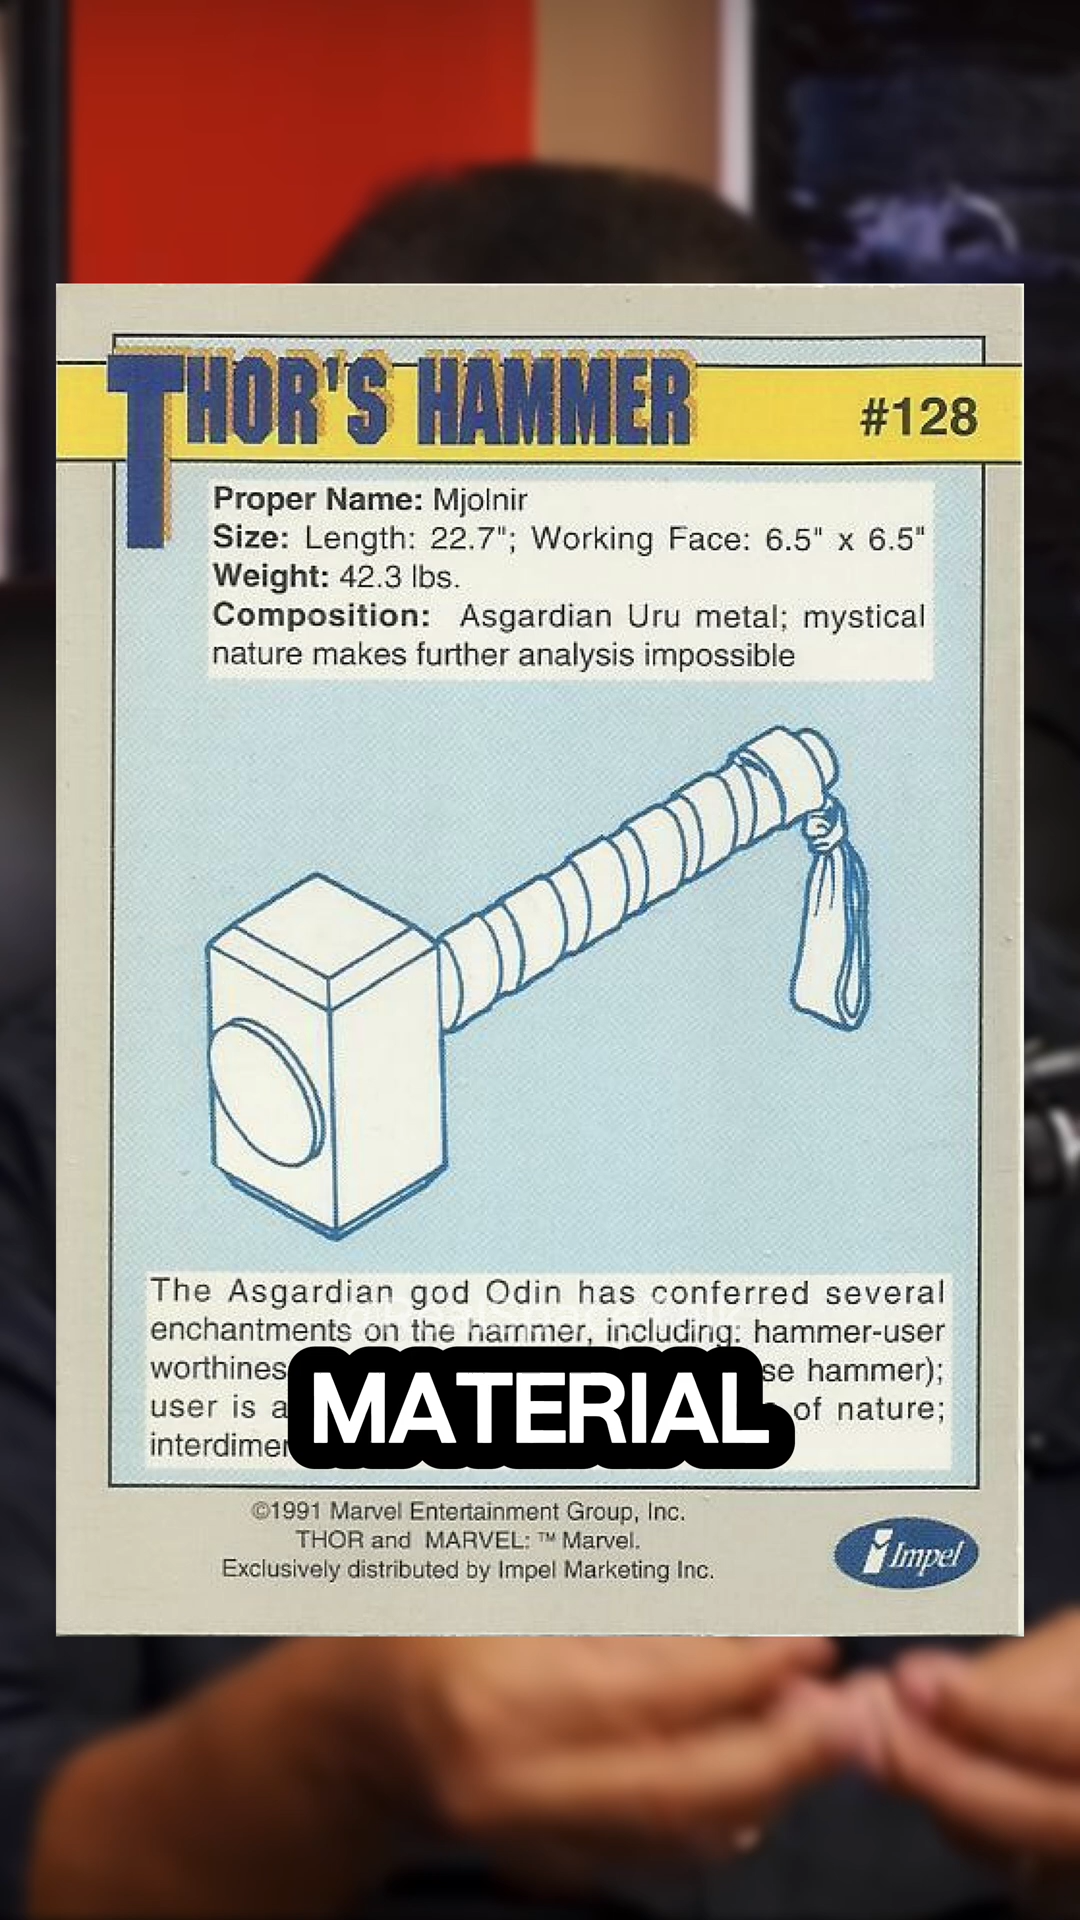 THOR'S HAMMER
#128
Proper Name: Mjolnir
Size: Length: 22.7"; Working Face: 6.5" x 6.5"
Weight: 42.3 lbs.
Composition: Asgardian Uru metal; mystical
nature makes further analysis impossible
The Asgardian god Odin has conferred several
enchantments on the hammer, including: hammer-user
hammer);
user is of nature;
MATERIAL
©1991 Marvel Entertainment Group, Inc.
THOR and MARVEL: ™ Marvel.
Exclusively distributed by Impel Marketing Inc.
Impel